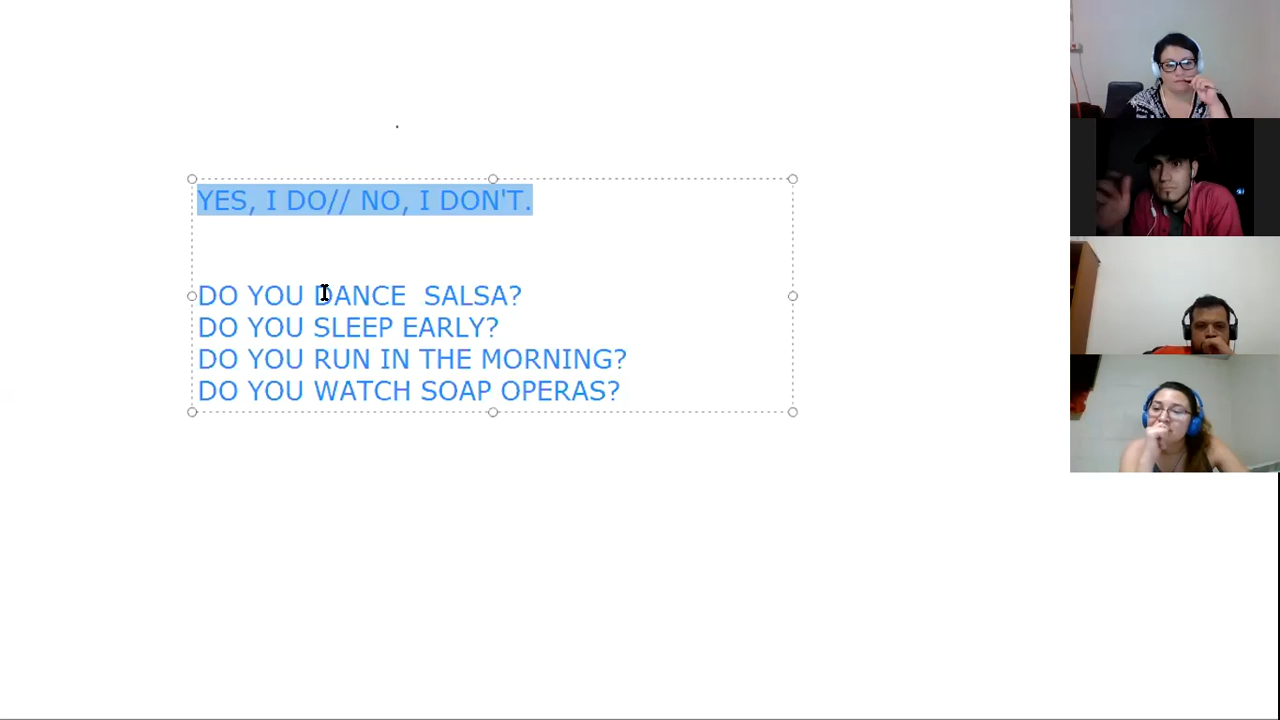 YES, I DO// NO, I DON'T.
DO YOU DANCE  SALSA?
DO YOU SLEEP EARLY?
DO YOU RUN IN THE MORNING?
DO YOU WATCH SOAP OPERAS?